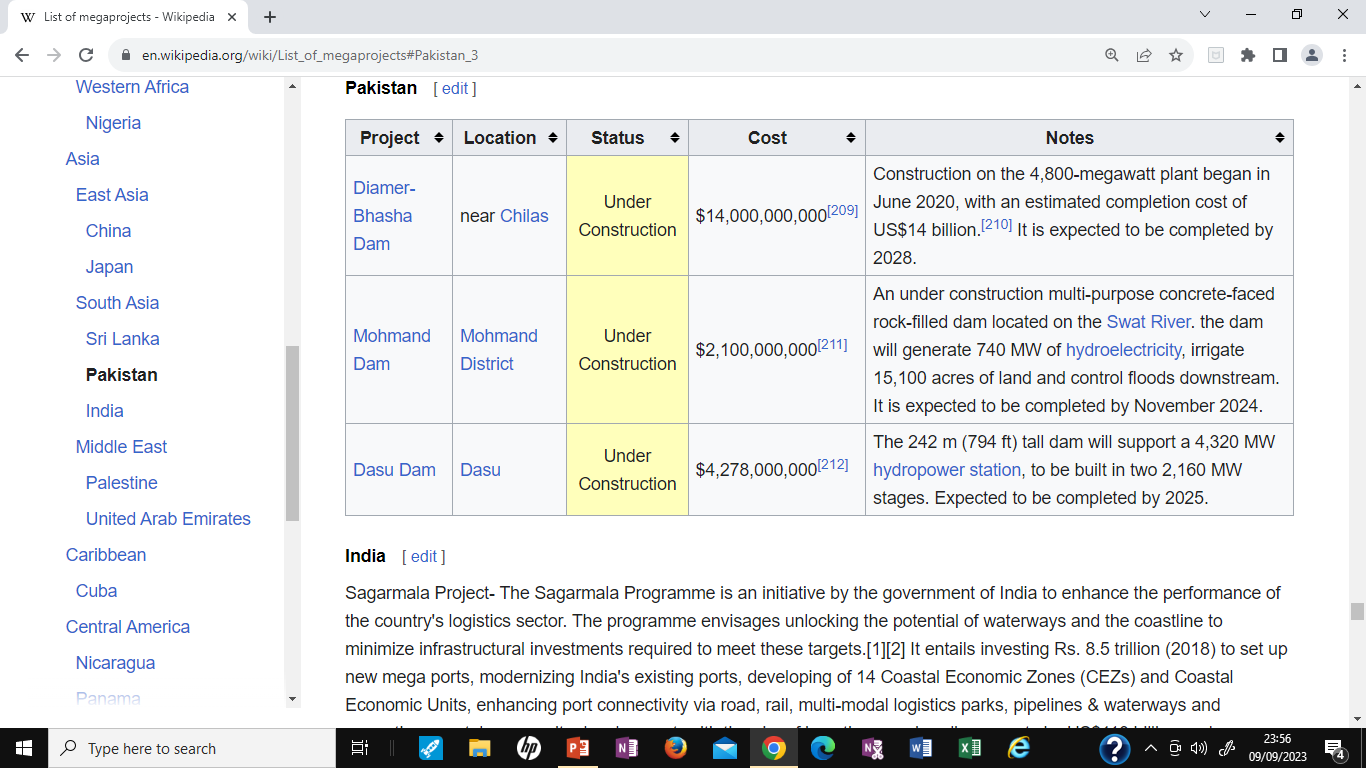 List of megaprojects - Wikipedia
en.wikipedia.org/wiki/List_of_megaprojects#Pakistan_3
Western Africa
Nigeria
Asia
East Asia
China
Japan
South Asia
Sri Lanka
Pakistan
India
Middle East
Palestine
United Arab Emirates
Caribbean
Cuba
Central America
Nicaragua
Panama
Pakistan [ edit ]
Project Location Status Cost Notes
Diamer-
Bhasha
Dam
near Chilas
Under
Construction
$14,000,000,000[209]
Construction on the 4,800-megawatt plant began in
June 2020, with an estimated completion cost of
US$14 billion.[210] It is expected to be completed by
2028.
Mohmand
Dam
Mohmand
District
Under
Construction
$2,100,000,000[211]
An under construction multi-purpose concrete-faced
rock-filled dam located on the Swat River. the dam
will generate 740 MW of hydroelectricity, irrigate
15,100 acres of land and control floods downstream.
It is expected to be completed by November 2024.
Dasu Dam
Dasu
Under
Construction
$4,278,000,000[212]
The 242 m (794 ft) tall dam will support a 4,320 MW
hydropower station, to be built in two 2,160 MW
stages. Expected to be completed by 2025.
India [ edit ]
Sagarmala Project- The Sagarmala Programme is an initiative by the government of India to enhance the performance of
the country's logistics sector. The programme envisages unlocking the potential of waterways and the coastline to
minimize infrastructural investments required to meet these targets.[1][2] It entails investing Rs. 8.5 trillion (2018) to set up
new mega ports, modernizing India's existing ports, developing of 14 Coastal Economic Zones (CEZs) and Coastal
Economic Units, enhancing port connectivity via road, rail, multi-modal logistics parks, pipelines & waterways and
Type here to search
23:56
09/09/2023
4